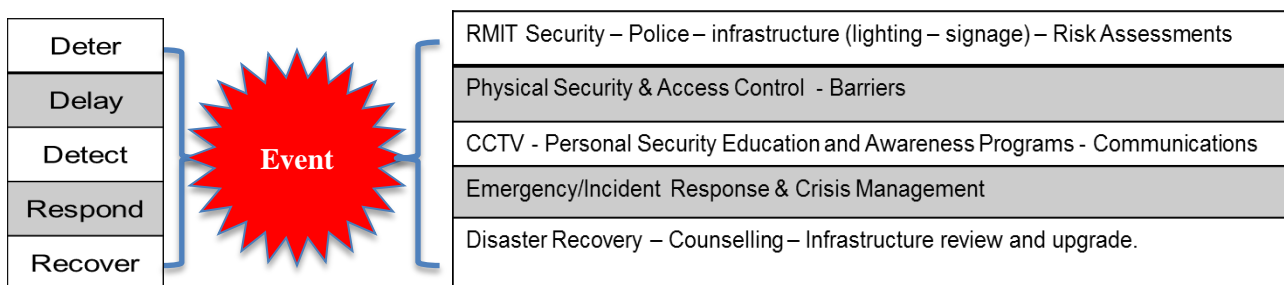 Deter
Delay
Detect
Respond
Recover
Event
RMIT Security – Police – infrastructure (lighting – signage) – Risk Assessments
Physical Security & Access Control - Barriers
CCTV - Personal Security Education and Awareness Programs - Communications
Emergency/Incident Response & Crisis Management
Disaster Recovery – Counselling – Infrastructure review and upgrade.